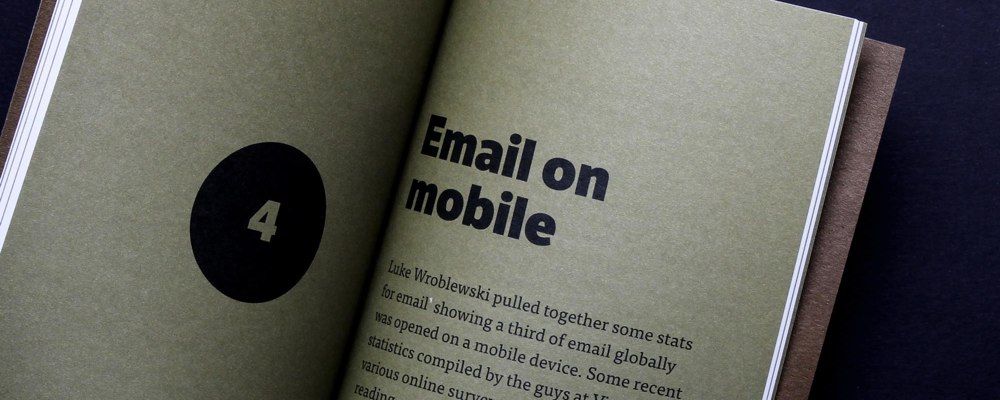 4
Email on
mobile
Luke Wroblewski pulled together some stats
for email showing a third of email globally
was opened on a mobile device. Some recent
statistics compiled by the guys at
various online
reading